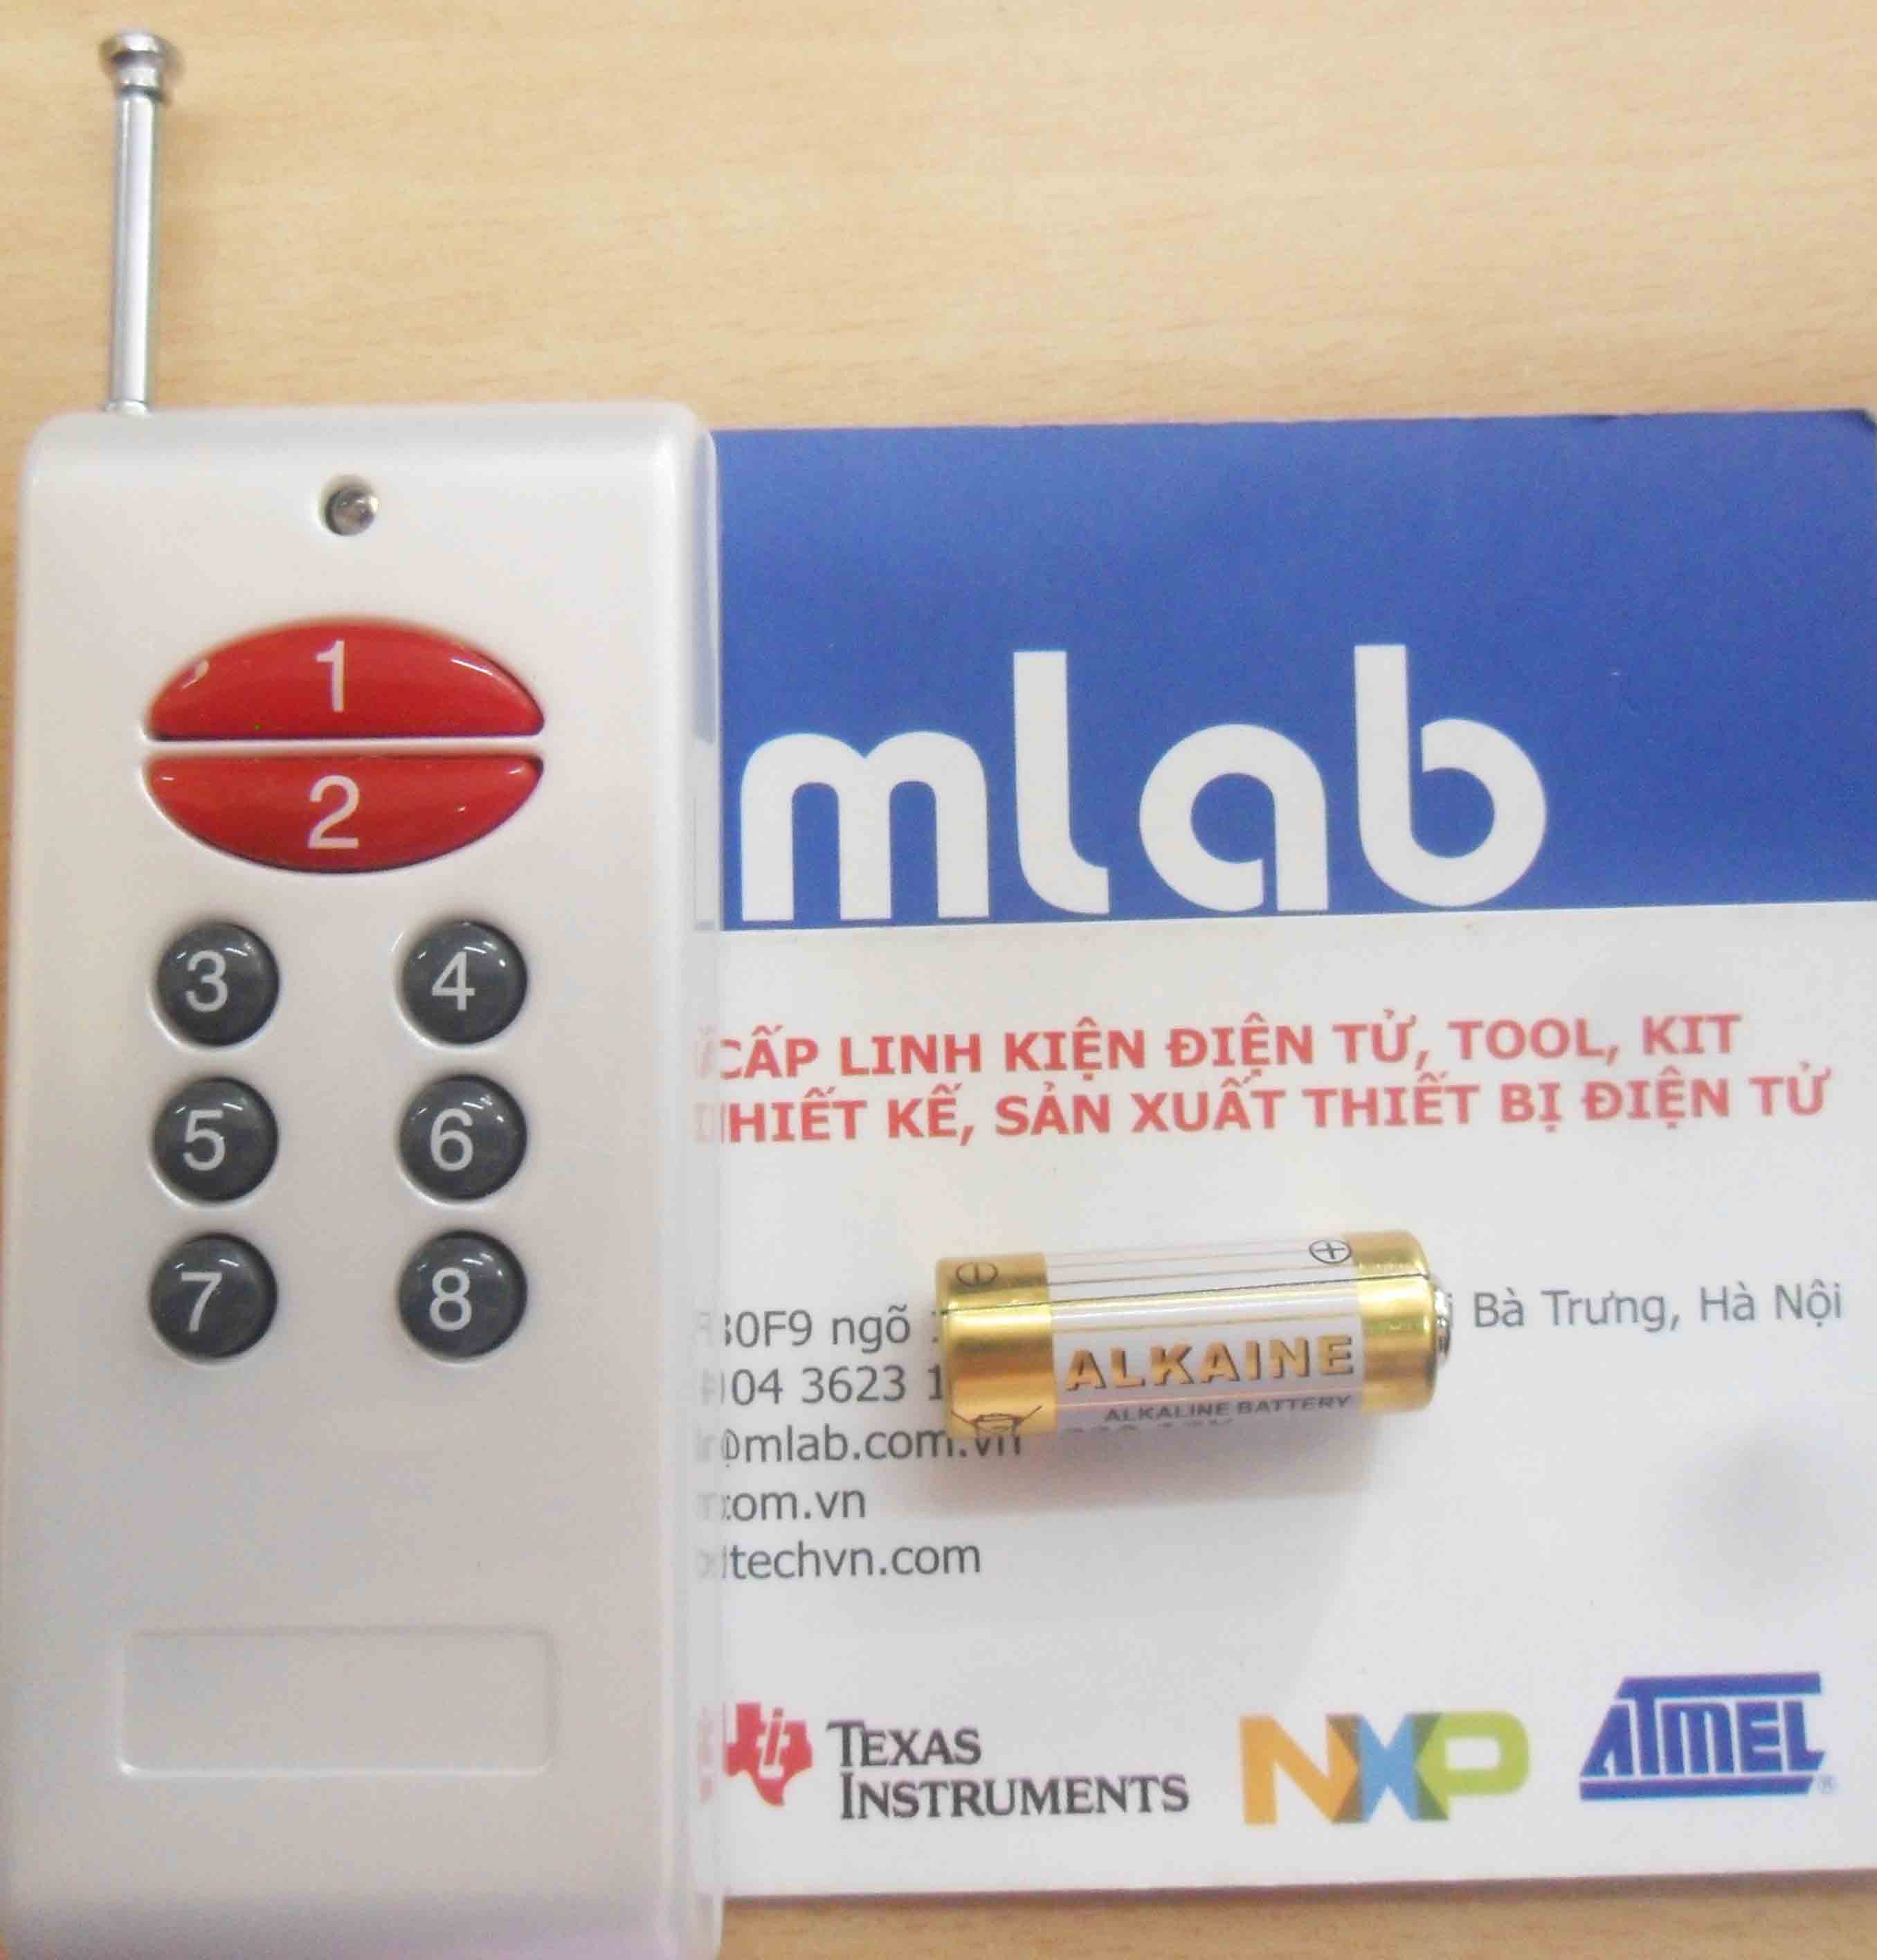 1
2
3 4
5 6
7 8
mlab
CẤP LINH KIỆN ĐIỆN TỬ, TOOL, KIT
THIẾT KẾ, SẢN XUẤT THIẾT BỊ ĐIỆN TỬ
ngõ Bà Trưng, Hà Nội
04 3623
@mlab.com.vn
.com.vn
techvn.com
ALKAINE
ALKALINE BATTERY
TEXAS
INSTRUMENTS
NXP
ATMEL